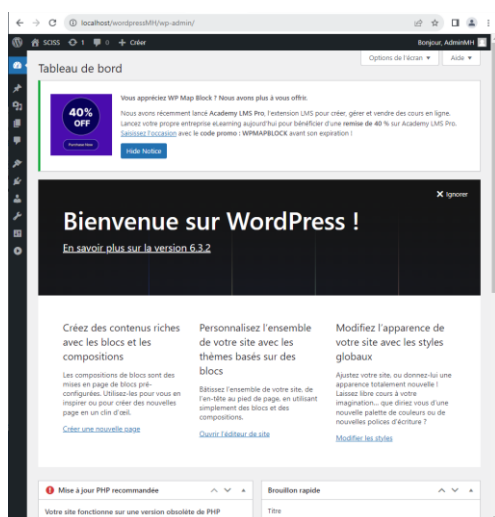 localhost/wordpressMH/wp-admin/
SOSS 1 0 + Créer Bonjour, AdminMH
Options de l'écran ▼ Aide ▼
Tableau de bord
40%
OFF
Purchase Now
Vous appréciez WP Map Block ? Nous avons plus à vous offrir.
Nous avons récemment lancé Academy LMS Pro, l'extension LMS pour créer, gérer et vendre des cours en ligne.
Lancez votre propre entreprise eLearning aujourd'hui pour bénéficier d'une remise de 40 % sur Academy LMS Pro.
Saisissez l'occasion avec le code promo : WPMAPBLOCK avant son expiration !
Hide Notice
Ignorer
Bienvenue sur WordPress !
En savoir plus sur la version 6.3.2
Créez des contenus riches
avec les blocs et les
compositions
Les compositions de blocs sont des
mises en page de blocs pré-
configurées. Utilisez-les pour vous en
inspirer ou pour créer des nouvelles
page en un clin d'œil.
Créer une nouvelle page
Personnalisez l'ensemble
de votre site avec les
thèmes basés sur des
blocs
Bâtissez l'ensemble de votre site, de
l'en-tête au pied de page, en utilisant
simplement des blocs et des
compositions.
Ouvrir l'éditeur de
site
Modifiez l'apparence de
votre site avec les styles
globaux
Ajustez votre site, ou donnez-lui une
apparence totalement nouvelle !
Laissez libre cours à votre
imagination... que diriez vous d'une
nouvelle palette de couleurs ou de
nouvelles polices d'écriture ?
Modifier les styles
Mise à jour PHP recommandée
Votre site fonctionne sur une version obsolète de PHP
Brouillon rapide
Titre